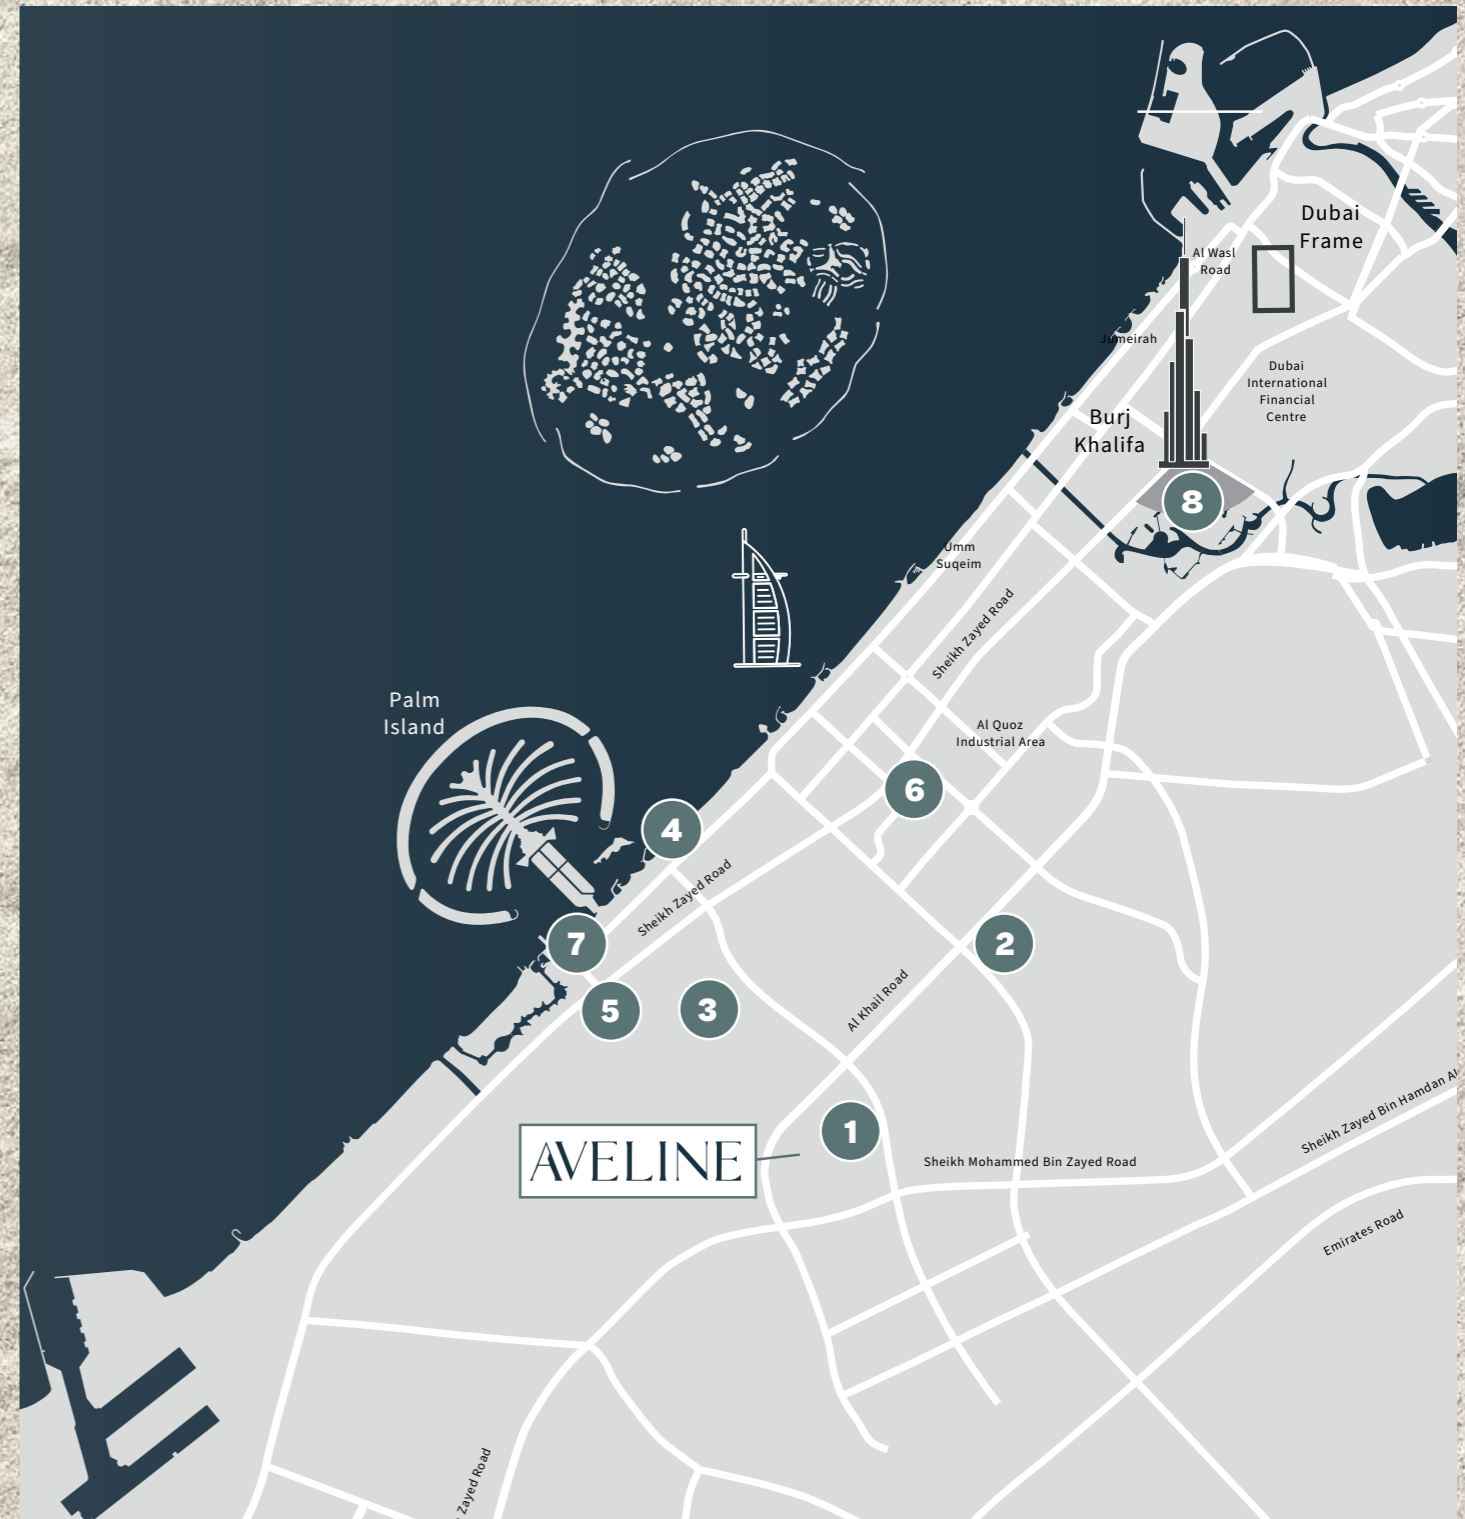 Dubai
Frame
Al Wasl
Road
Jumeirah
Dubai
International
Financial
Centre
Burj
Khalifa
8
Umm
Suqeim
Sheikh Zayed Road
Palm
Island
Al Quoz
Industrial Area
6
4
Sheikh Zayed Road
7
2
5
3
Al Khail Road
Sheikh Zayed Bin Hamdan
1
AVELINE
Sheikh Mohammed Bin Zayed Road
Emirates Road
Zayed Road